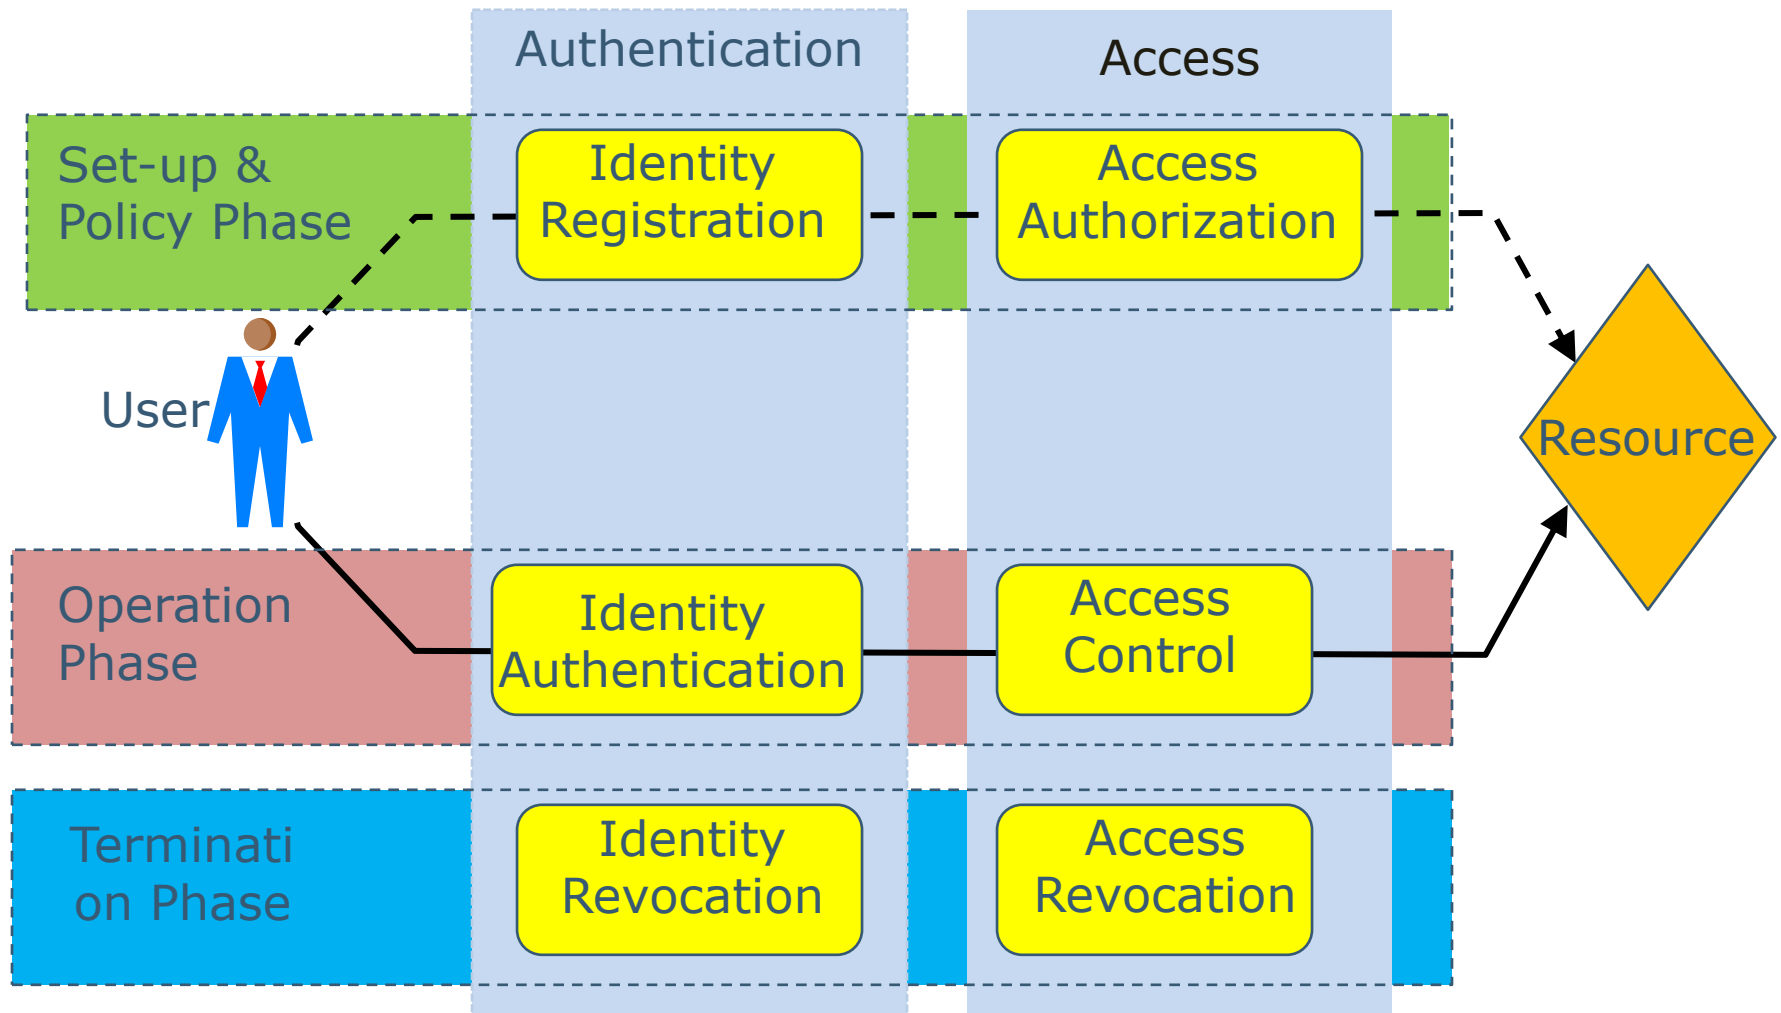 Authentication
Access
Set-up &
Policy Phase
Identity
Registration
Access
Authorization
User
Resource
Operation
Phase
Identity
Authentication
Access
Control
Terminati
on Phase
Identity
Revocation
Access
Revocation